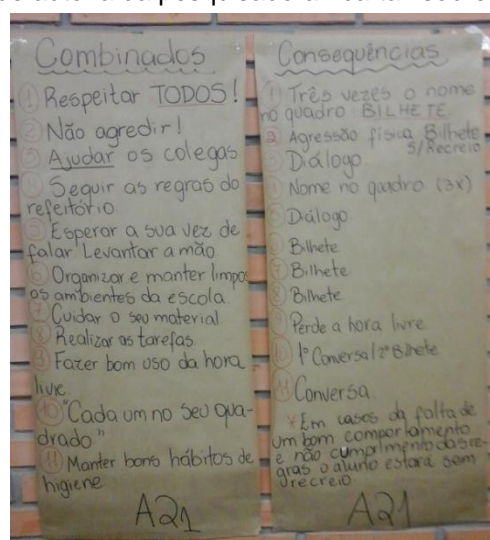 Combinados
① Respeitar TODOS!
② Não agredir!
③ Ajudar os colegas
④ Seguir as regras do
refeitório.
⑤ Esperar a sua vez de
falar Levantar a mão
⑥ Organizar e manter limpo
os ambientes da escola
⑦ Cuidar o seu material
⑧ Realizar as tarefas
⑨ Fazer bom uso da hora
livre.
⑩ "Cada um no seu qua-
drado"
⑪ Manter bons hábitos de
higiene
A21
Consequências
① Três vezes o nome
no quadro BILHETE
② Agressão física Bilhete
S/Recreio
③ Diálogo
④ Nome no quadro (3x)
⑤ Diálogo
⑥ Bilhete
⑦ Bilhete
⑧ Bilhete
⑨ Perde a hora livre
⑩ 1º Conversa/2º Bilhete
⑪ Conversa.
* Em casos da falta de
um bom comportamento
e não cumprimento das re-
gras o aluno estará sem
recreio.
A21